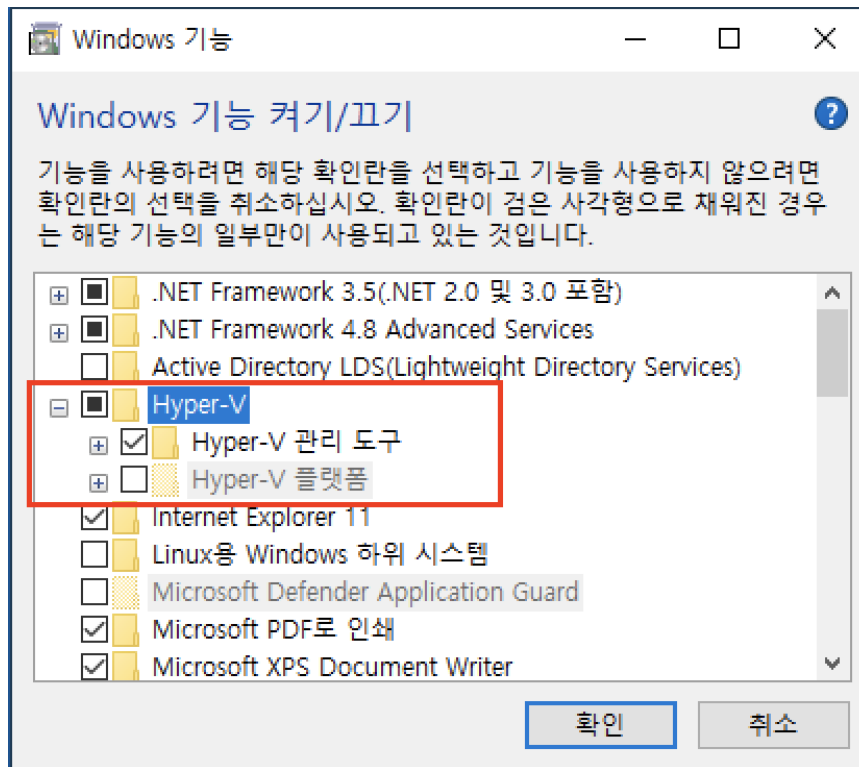 Windows 기능
Windows 기능 켜기/끄기
기능을 사용하려면 해당 확인란을 선택하고 기능을 사용하지 않으려면
확인란의 선택을 취소하십시오. 확인란이 검은 사각형으로 채워진 경우
는 해당 기능의 일부만이 사용되고 있는 것입니다.
.NET Framework 3.5(.NET 2.0 및 3.0 포함)
.NET Framework 4.8 Advanced Services
Active Directory LDS(Lightweight Directory Services)
Hyper-V
Hyper-V 관리 도구
Hyper-V 플랫폼
Internet Explorer 11
Linux용 Windows 하위 시스템
Microsoft Defender Application Guard
Microsoft PDF로 인쇄
Microsoft XPS Document Writer
확인
취소